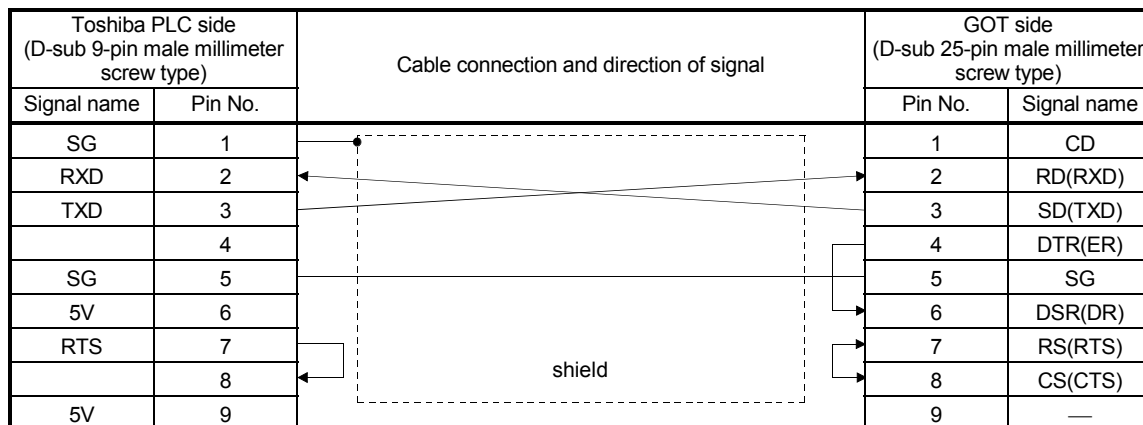 Toshiba PLC side
(D-sub 9-pin male millimeter
screw type)
Cable connection and direction of signal
GOT side
(D-sub 25-pin male millimeter
screw type)
Signal name Pin No. Pin No. Signal name
SG 1 1 CD
RXD 2 2 RD(RXD)
TXD 3 3 SD(TXD)
4 4 DTR(ER)
SG 5 5 SG
5V 6 6 DSR(DR)
RTS 7 7 RS(RTS)
8 shield 8 CS(CTS)
5V 9 9 —